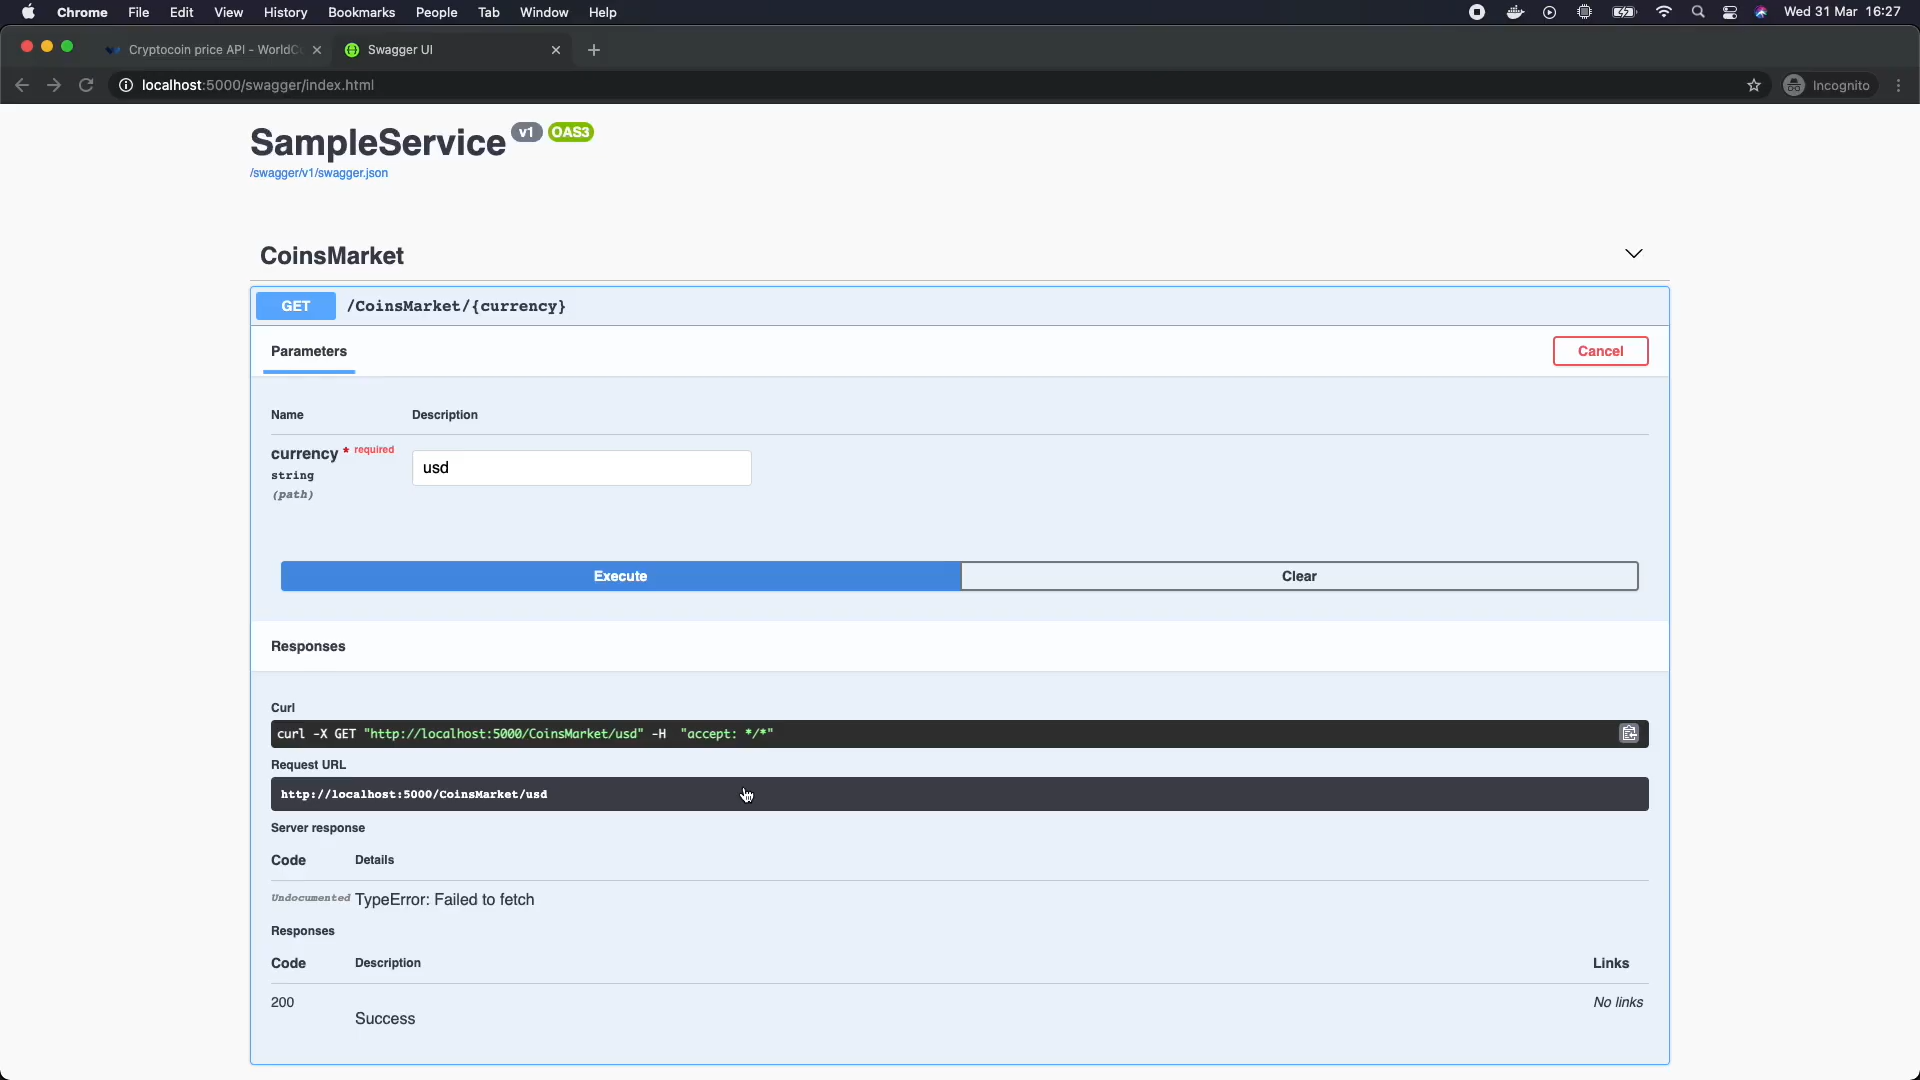 Chrome File Edit View History Bookmarks People Tab Window Help Wed 31 Mar 16:27
Cryptocoin price API - WorldC Swagger UI
localhost:5000/swagger/index.html Incognito
SampleService v1 OAS3
/swagger/v1/swagger.json
CoinsMarket
GET /CoinsMarket/{currency}
Parameters Cancel
Name Description
currency * required usd
string
(path)
Execute Clear
Responses
Curl
curl -X GET "http://localhost:5000/CoinsMarket/usd" -H "accept: */*"
Request URL
http://localhost:5000/CoinsMarket/usd
Server response
Code Details
Undocumented TypeError: Failed to fetch
Responses
Code Description Links
200 No links
Success